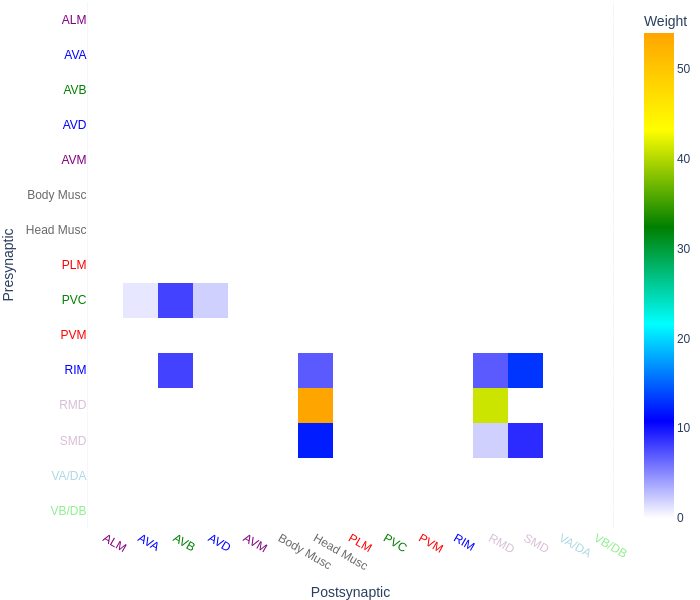 Weight
ALM
AVA
AVB
AVD
AVM
Body Musc
Head Musc
PLM
PVC
PVM
RIM
RMD
SMD
VA/DA
VB/DB
Presynaptic
50
40
30
20
10
0
ALM
AVA
AVB
AVD
AVM
Body Musc
Head Musc
PLM
PVC
PVM
RIM
RMD
SMD
VA/DA
VB/DB
Postsynaptic